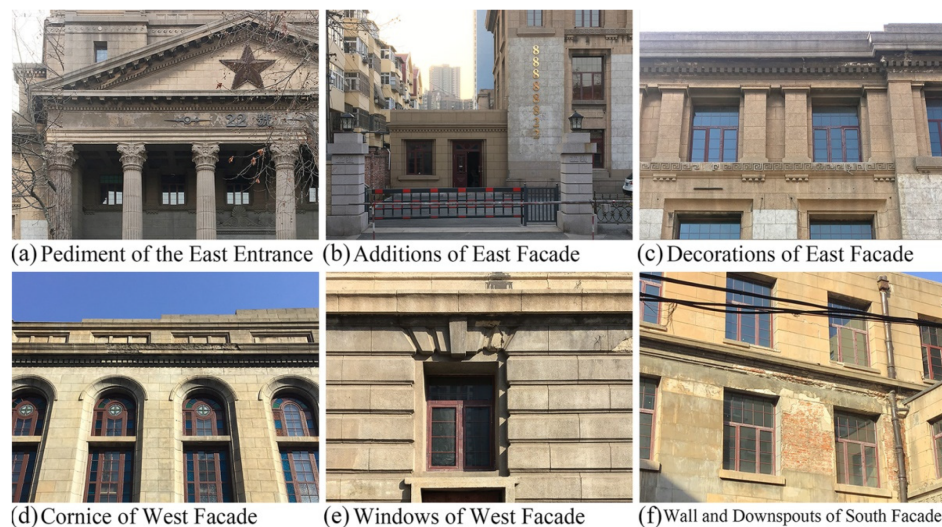 (a) Pediment of the East Entrance
(b) Additions of East Facade
(c) Decorations of East Facade
(d) Cornice of West Facade
(e) Windows of West Facade
(f) Wall and Downspouts of South Facade